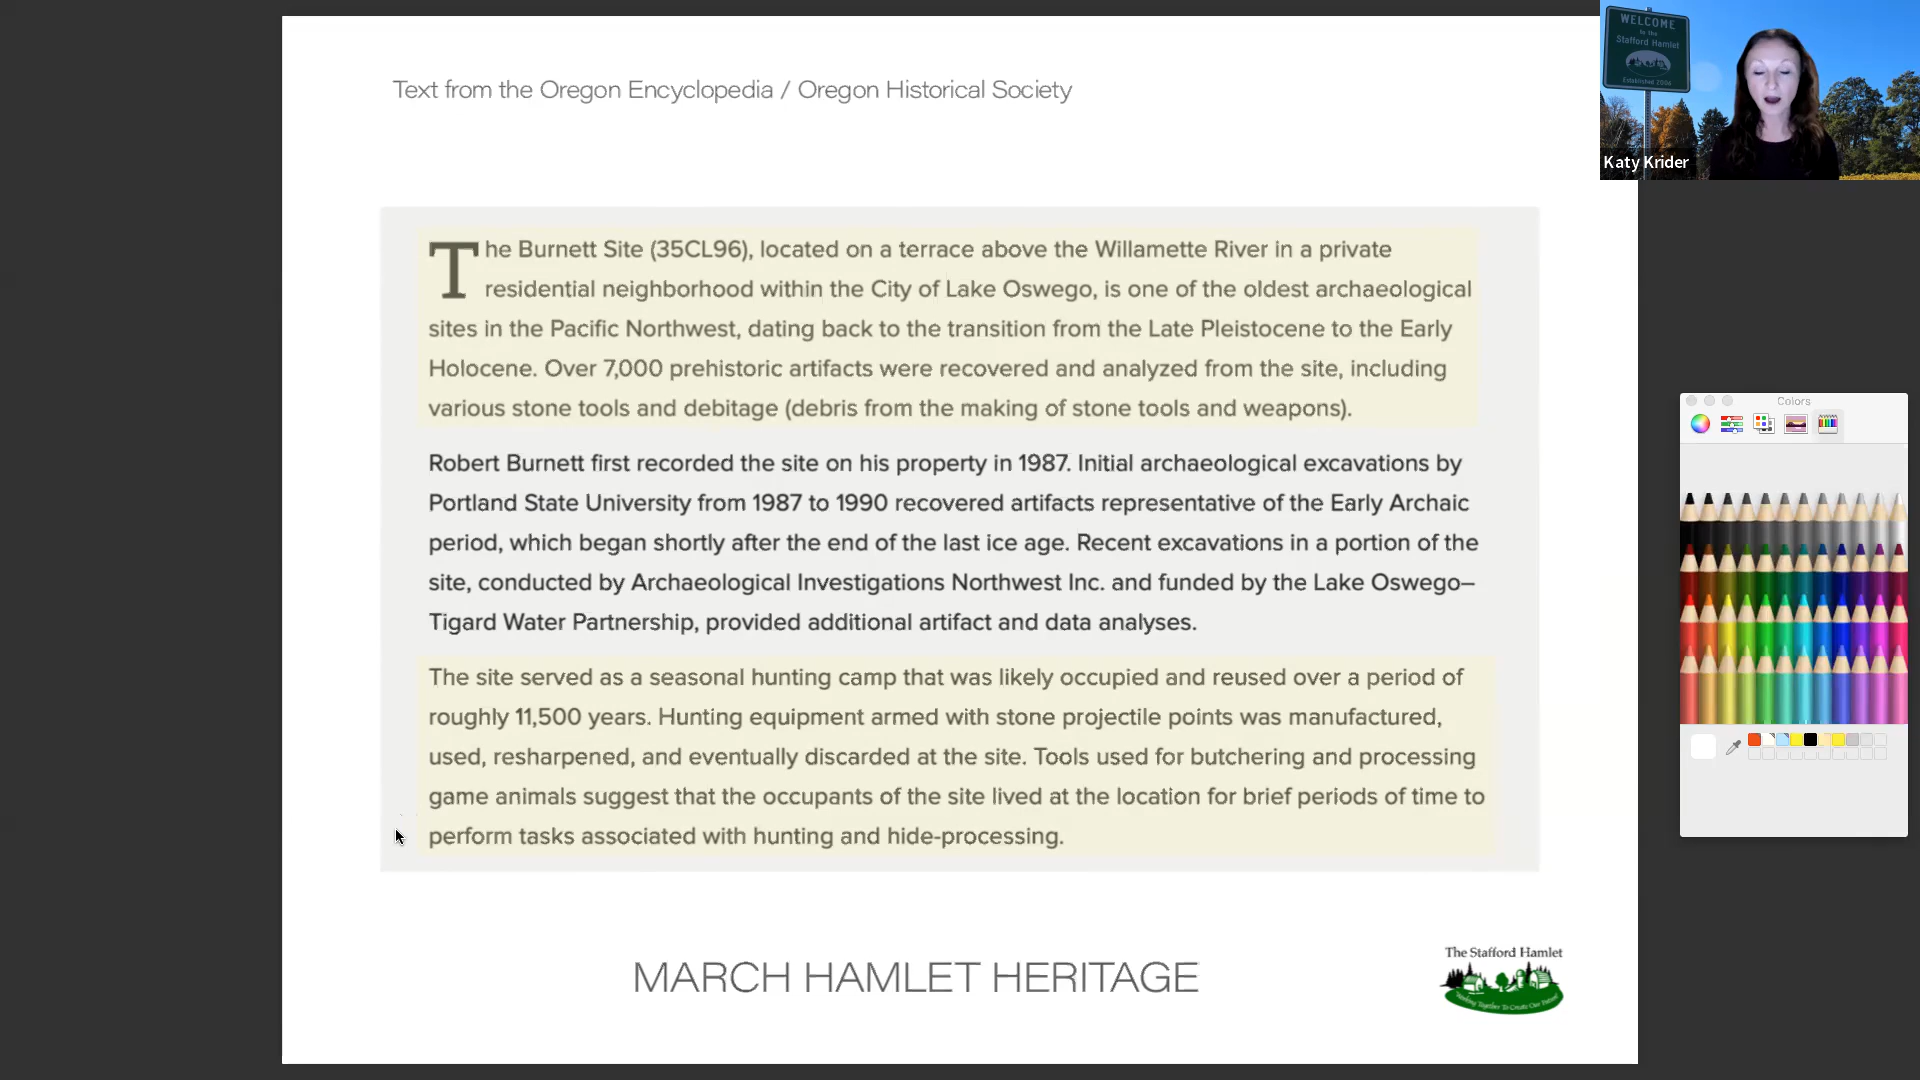 WELCOME
to the
Stafford Hamlet
Established 2006
Katy Krider
Text from the Oregon Encyclopedia / Oregon Historical Society
The Burnett Site (35CL96), located on a terrace above the Willamette River in a private
residential neighborhood within the City of Lake Oswego, is one of the oldest archaeological
sites in the Pacific Northwest, dating back to the transition from the Late Pleistocene to the Early
Holocene. Over 7,000 prehistoric artifacts were recovered and analyzed from the site, including
various stone tools and debitage (debris from the making of stone tools and weapons).
Robert Burnett first recorded the site on his property in 1987. Initial archaeological excavations by
Portland State University from 1987 to 1990 recovered artifacts representative of the Early Archaic
period, which began shortly after the end of the last ice age. Recent excavations in a portion of the
site, conducted by Archaeological Investigations Northwest Inc. and funded by the Lake Oswego–
Tigard Water Partnership, provided additional artifact and data analyses.
The site served as a seasonal hunting camp that was likely occupied and reused over a period of
roughly 11,500 years. Hunting equipment armed with stone projectile points was manufactured,
used, resharpened, and eventually discarded at the site. Tools used for butchering and processing
game animals suggest that the occupants of the site lived at the location for brief periods of time to
perform tasks associated with hunting and hide-processing.
Colors
MARCH HAMLET HERITAGE
The Stafford Hamlet
"Working Together To Create Our Future"